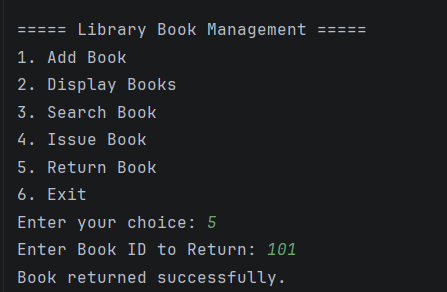 ===== Library Book Management =====
1. Add Book
2. Display Books
3. Search Book
4. Issue Book
5. Return Book
6. Exit
Enter your choice: 5
Enter Book ID to Return: 101
Book returned successfully.